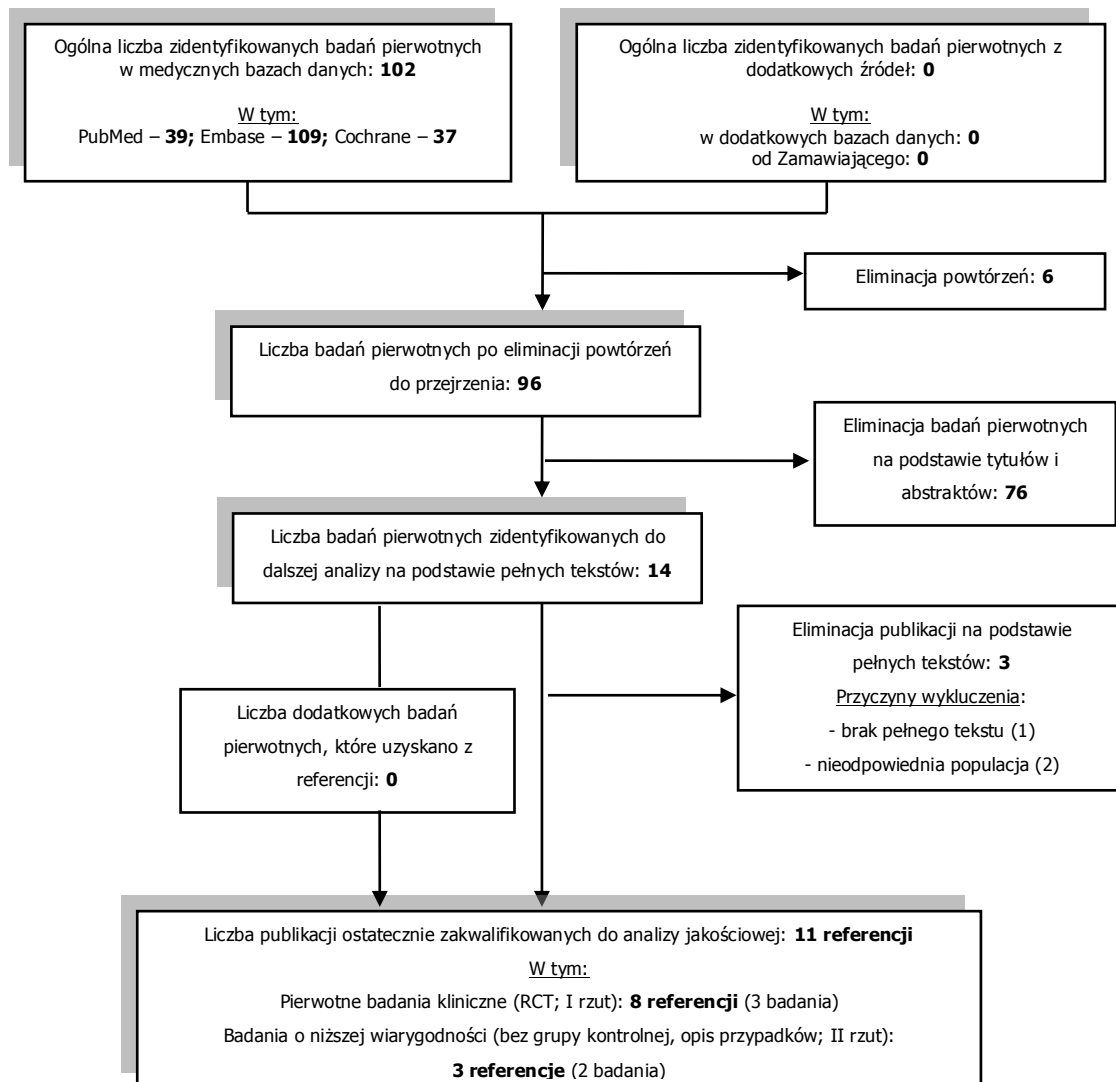 Ogólna liczba zidentyfikowanych badań pierwotnych
w medycznych bazach danych: 102
W tym:
PubMed – 39; Embase – 109; Cochrane – 37
Ogólna liczba zidentyfikowanych badań pierwotnych z
dodatkowych źródeł: 0
W tym:
w dodatkowych bazach danych: 0
od Zamawiającego: 0
Eliminacja powtórzeń: 6
Liczba badań pierwotnych po eliminacji powtórzeń
do przejrzenia: 96
Eliminacja badań pierwotnych
na podstawie tytułów i
abstraktów: 76
Liczba badań pierwotnych zidentyfikowanych do
dalszej analizy na podstawie pełnych tekstów: 14
Eliminacja publikacji na podstawie
pełnych tekstów: 3
Przyczyny wykluczenia:
- brak pełnego tekstu (1)
- nieodpowiednia populacja (2)
Liczba dodatkowych badań
pierwotnych, które uzyskano z
referencji: 0
Liczba publikacji ostatecznie zakwalifikowanych do analizy jakościowej: 11 referencji
W tym:
Pierwotne badania kliniczne (RCT; I rzut): 8 referencji (3 badania)
Badania o niższej wiarygodności (bez grupy kontrolnej, opis przypadków; II rzut):
3 referencje (2 badania)